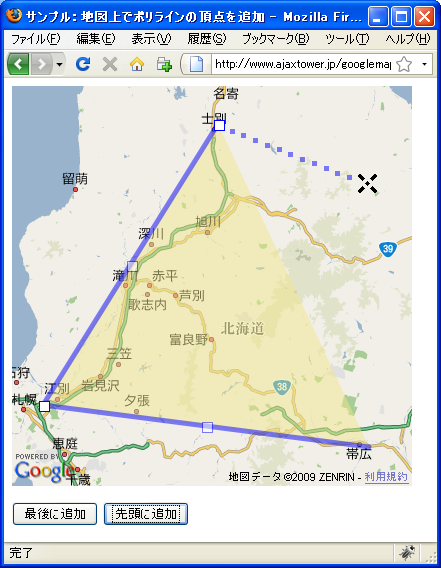 サンプル: 地図上でポリラインの頂点を追加 - Mozilla Fir...
ファイル(F) 編集(E) 表示(V) 履歴(S) ブックマーク(B) ツール(T) ヘルプ(H)
http://www.ajaxtower.jp/googlemap
名寄
士別
留萌
旭川
深川
39
滝川
赤平
歌志内
芦別
北海道
富良野
三笠
石狩
江別
岩見沢
38
札幌
夕張
恵庭
帯広
POWERED BY
Google
千歳
地図データ ©2009 ZENRIN - 利用規約
最後に追加 先頭に追加
完了